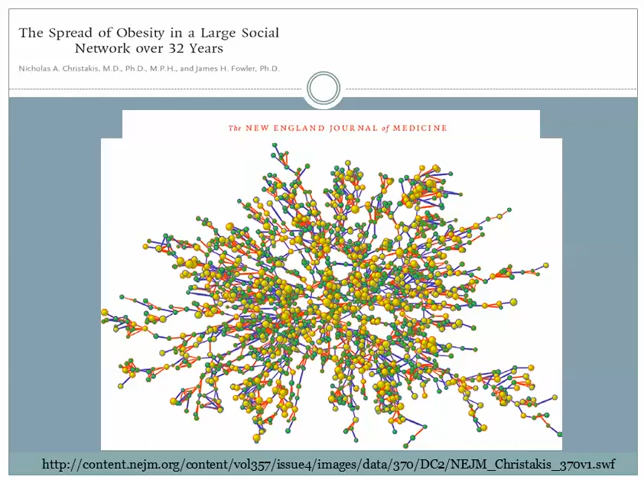 The Spread of Obesity in a Large Social
Network over 32 Years
Nicholas A. Christakis, M.D., Ph.D., M.P.H., and James H. Fowler, Ph.D.
The NEW ENGLAND JOURNAL of MEDICINE
http://content.nejm.org/content/vol357/issue4/images/data/370/DC2/NEJM_Christakis_370v1.swf